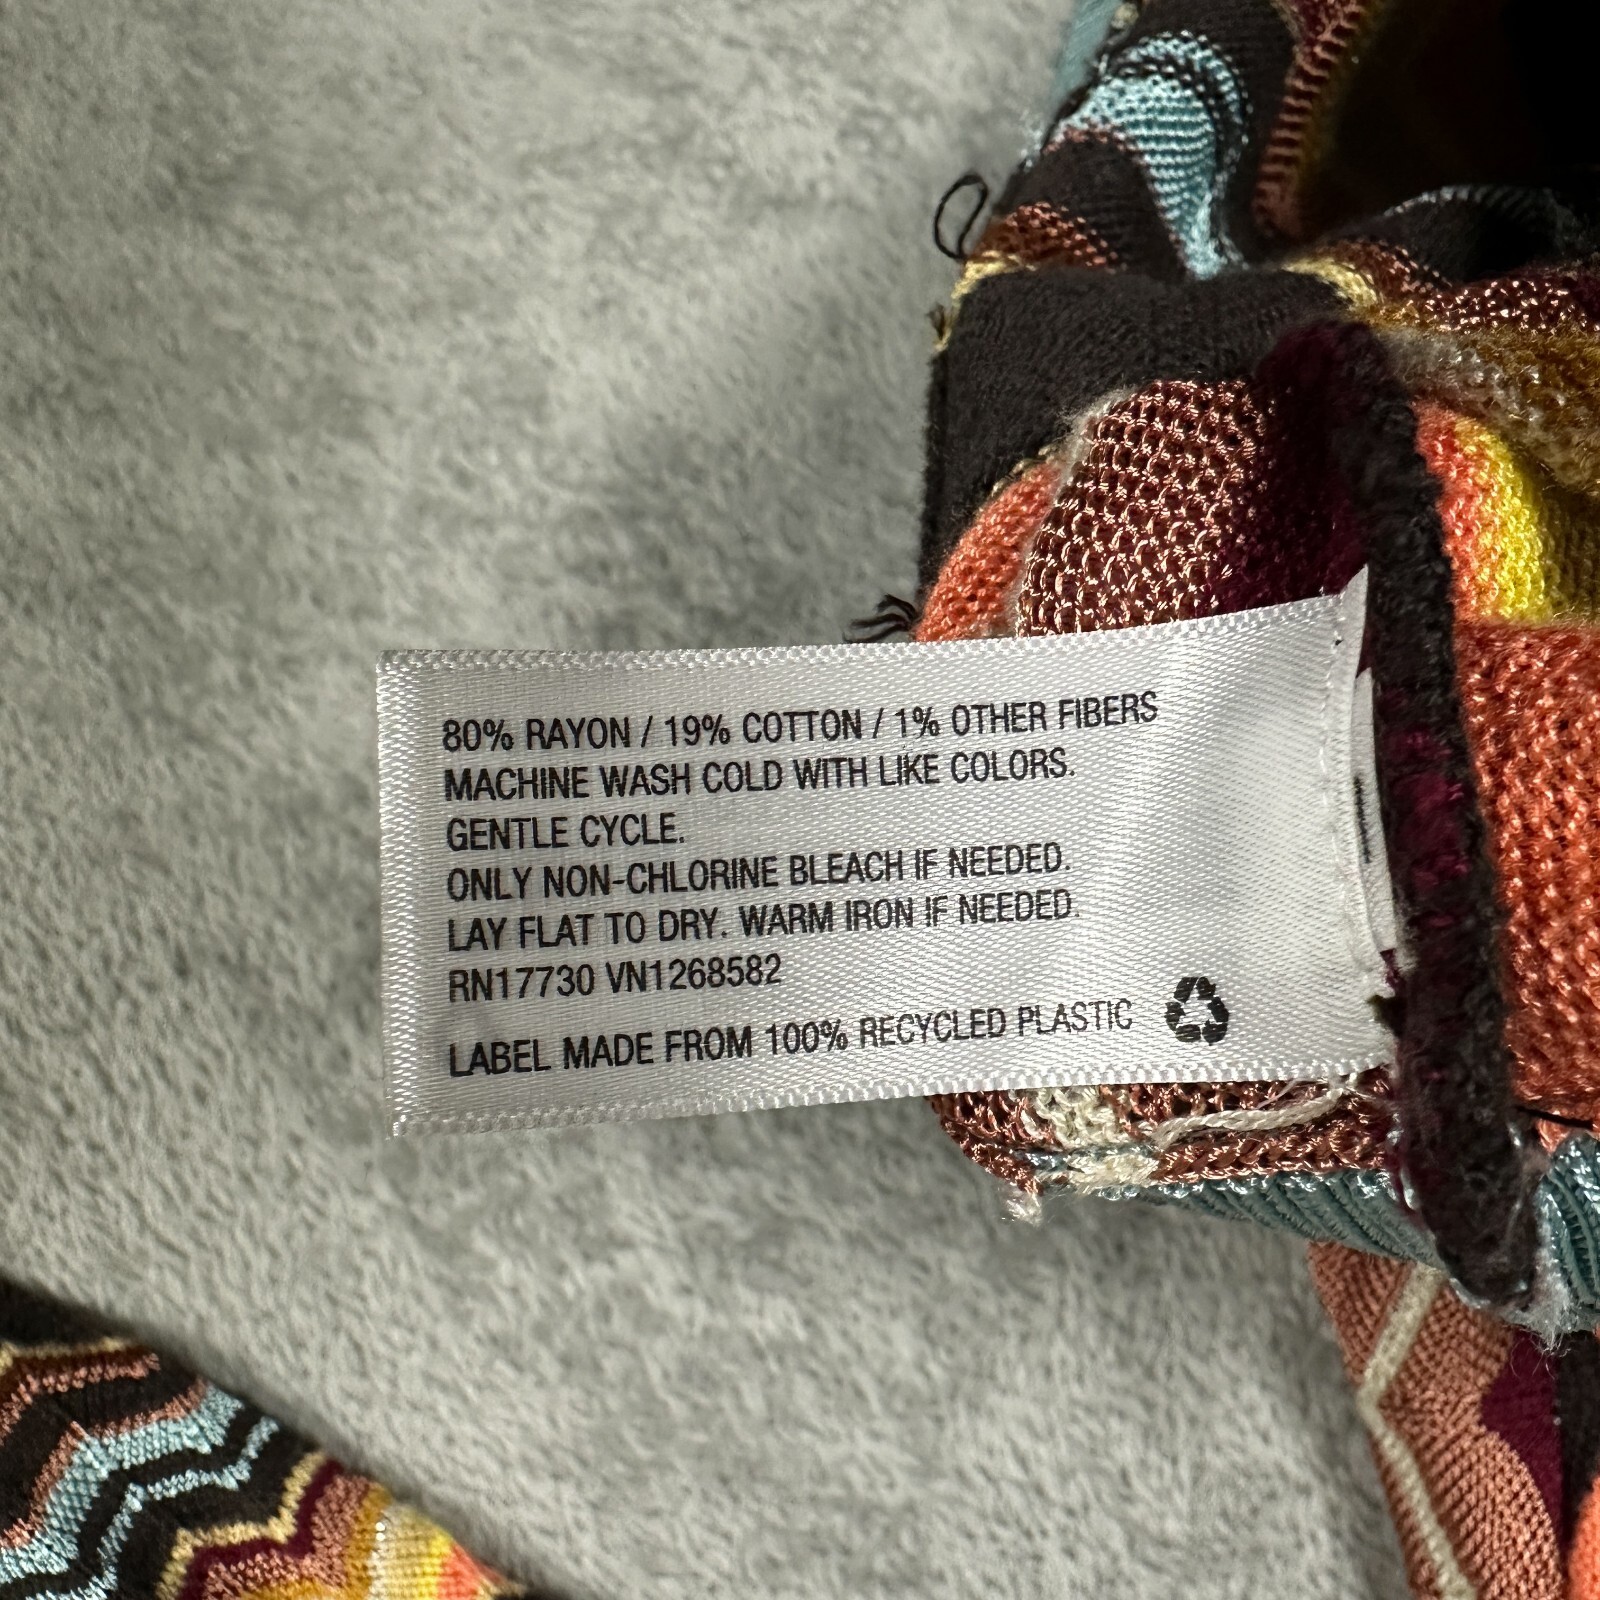 80% RAYON / 19% COTTON / 1% OTHER FIBERS
MACHINE WASH COLD WITH LIKE COLORS.
GENTLE CYCLE.
ONLY NON-CHLORINE BLEACH IF NEEDED.
LAY FLAT TO DRY. WARM IRON IF NEEDED.
RN17730 VN1268582
LABEL MADE FROM 100% RECYCLED PLASTIC